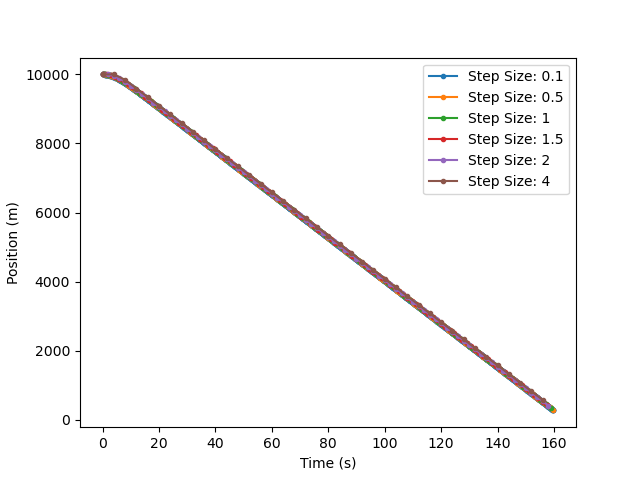 10000
8000
6000
4000
2000
0
Position (m)
0 20 40 60 80 100 120 140 160
Time (s)
Step Size: 0.1
Step Size: 0.5
Step Size: 1
Step Size: 1.5
Step Size: 2
Step Size: 4